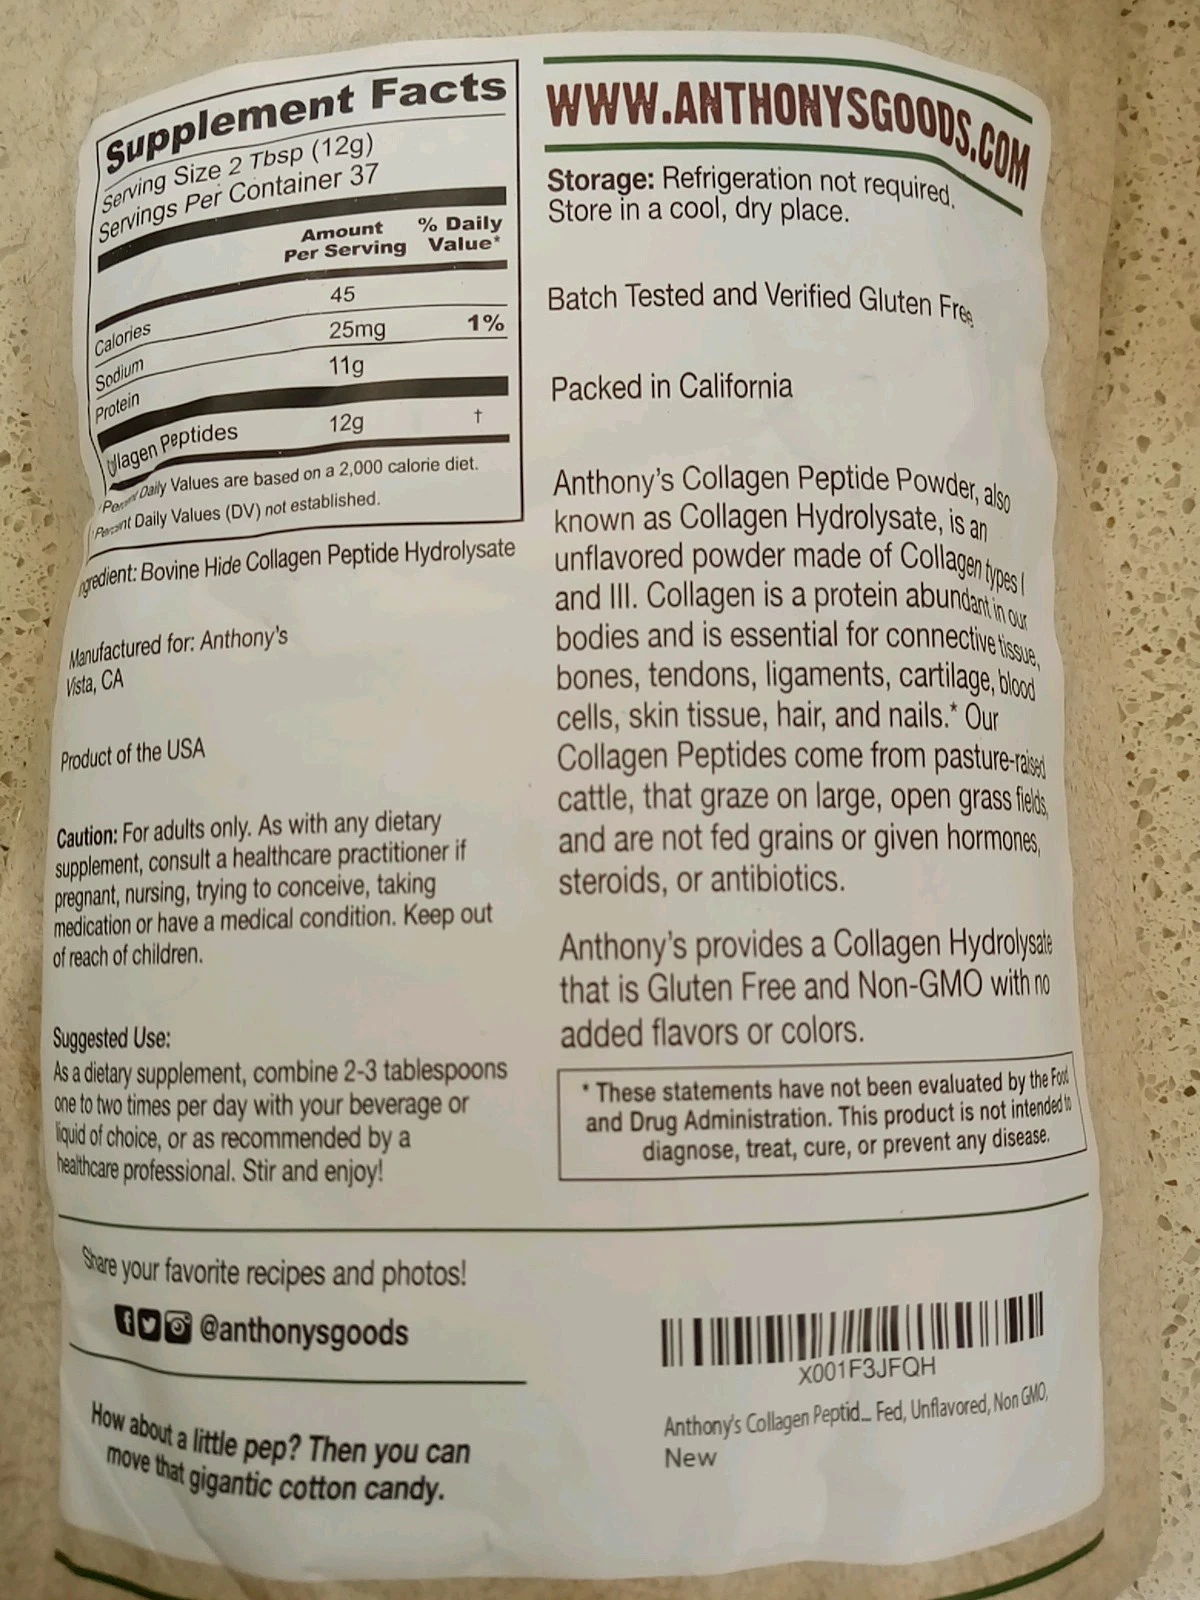 Supplement Facts
Serving Size 2 Tbsp (12g)
Servings Per Container 37
Amount Per Serving % Daily Value*
Calories 45
Sodium 25mg 1%
Protein 11g
Collagen Peptides 12g †
*Percent Daily Values are based on a 2,000 calorie diet.
†Percent Daily Values (DV) not established.
Ingredient: Bovine Hide Collagen Peptide Hydrolysate
Manufactured for: Anthony's
Vista, CA
Product of the USA
Caution: For adults only. As with any dietary
supplement, consult a healthcare practitioner if
pregnant, nursing, trying to conceive, taking
medication or have a medical condition. Keep out
of reach of children.
Suggested Use:
As a dietary supplement, combine 2-3 tablespoons
one to two times per day with your beverage or
liquid of choice, or as recommended by a
healthcare professional. Stir and enjoy!
Share your favorite recipes and photos!
@anthonysgoods
How about a little pep? Then you can
move that gigantic cotton candy.
WWW.ANTHONYSGOODS.COM
Storage: Refrigeration not required.
Store in a cool, dry place.
Batch Tested and Verified Gluten Free
Packed in California
Anthony's Collagen Peptide Powder, also
known as Collagen Hydrolysate, is an
unflavored powder made of Collagen types I
and III. Collagen is a protein abundant in our
bodies and is essential for connective tissue,
bones, tendons, ligaments, cartilage, blood
cells, skin tissue, hair, and nails.* Our
Collagen Peptides come from pasture-raised
cattle, that graze on large, open grass fields,
and are not fed grains or given hormones,
steroids, or antibiotics.
Anthony's provides a Collagen Hydrolysate
that is Gluten Free and Non-GMO with no
added flavors or colors.
* These statements have not been evaluated by the Food
and Drug Administration. This product is not intended to
diagnose, treat, cure, or prevent any disease.
X001F3JFQH
Anthony's Collagen Peptid... Fed, Unflavored, Non GMO,
New